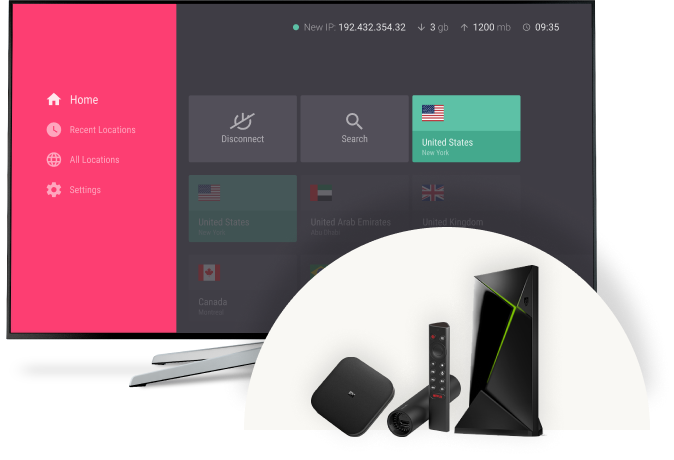 New IP: 192.432.354.32 3 gb 1200 mb 09:35
Home
Recent Locations
All Locations
Settings
Disconnect
Search
United States
New York
United States
New York
United Arab Emirates
Abu Dhabi
United Kingdom
Canada
Montreal